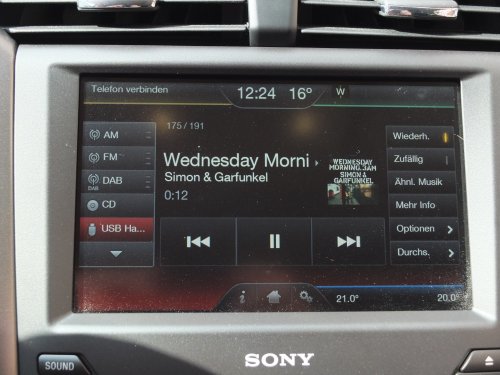 Telefon verbinden
12:24 16° W
175 / 191
AM
FM
DAB
DAB
CD
USB Ha...
Wednesday Morni
Simon & Garfunkel
0:12
WEDNESDAY
MORNING, 3AM
SIMON &
GARFUNKEL
Wiederh.
Zufällig
Ähnl. Musik
Mehr Info
Optionen
Durchs.
i
21.0° 20.0°
SOUND
SONY